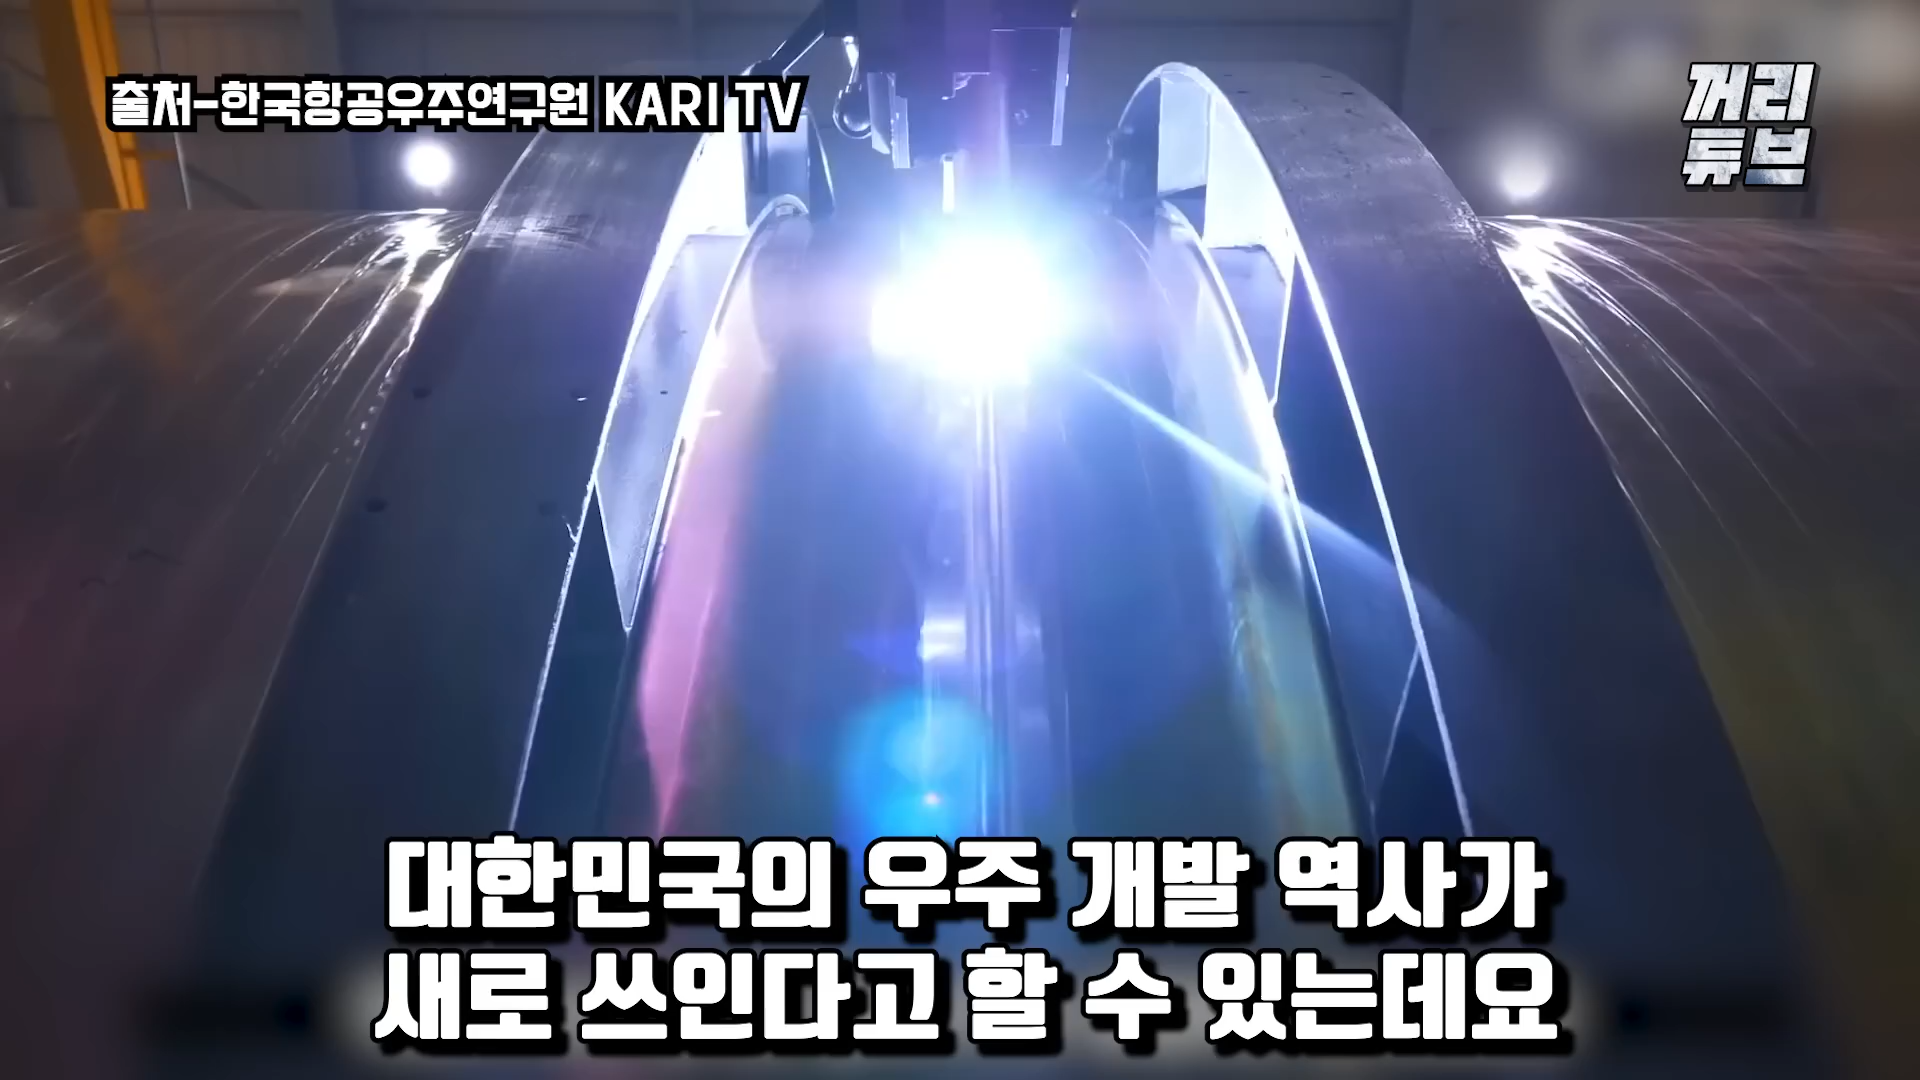 출처-한국항공우주연구원 KARI TV
꺼리
튜브
대한민국의 우주 개발 역사가
새로 쓰인다고 할 수 있는데요